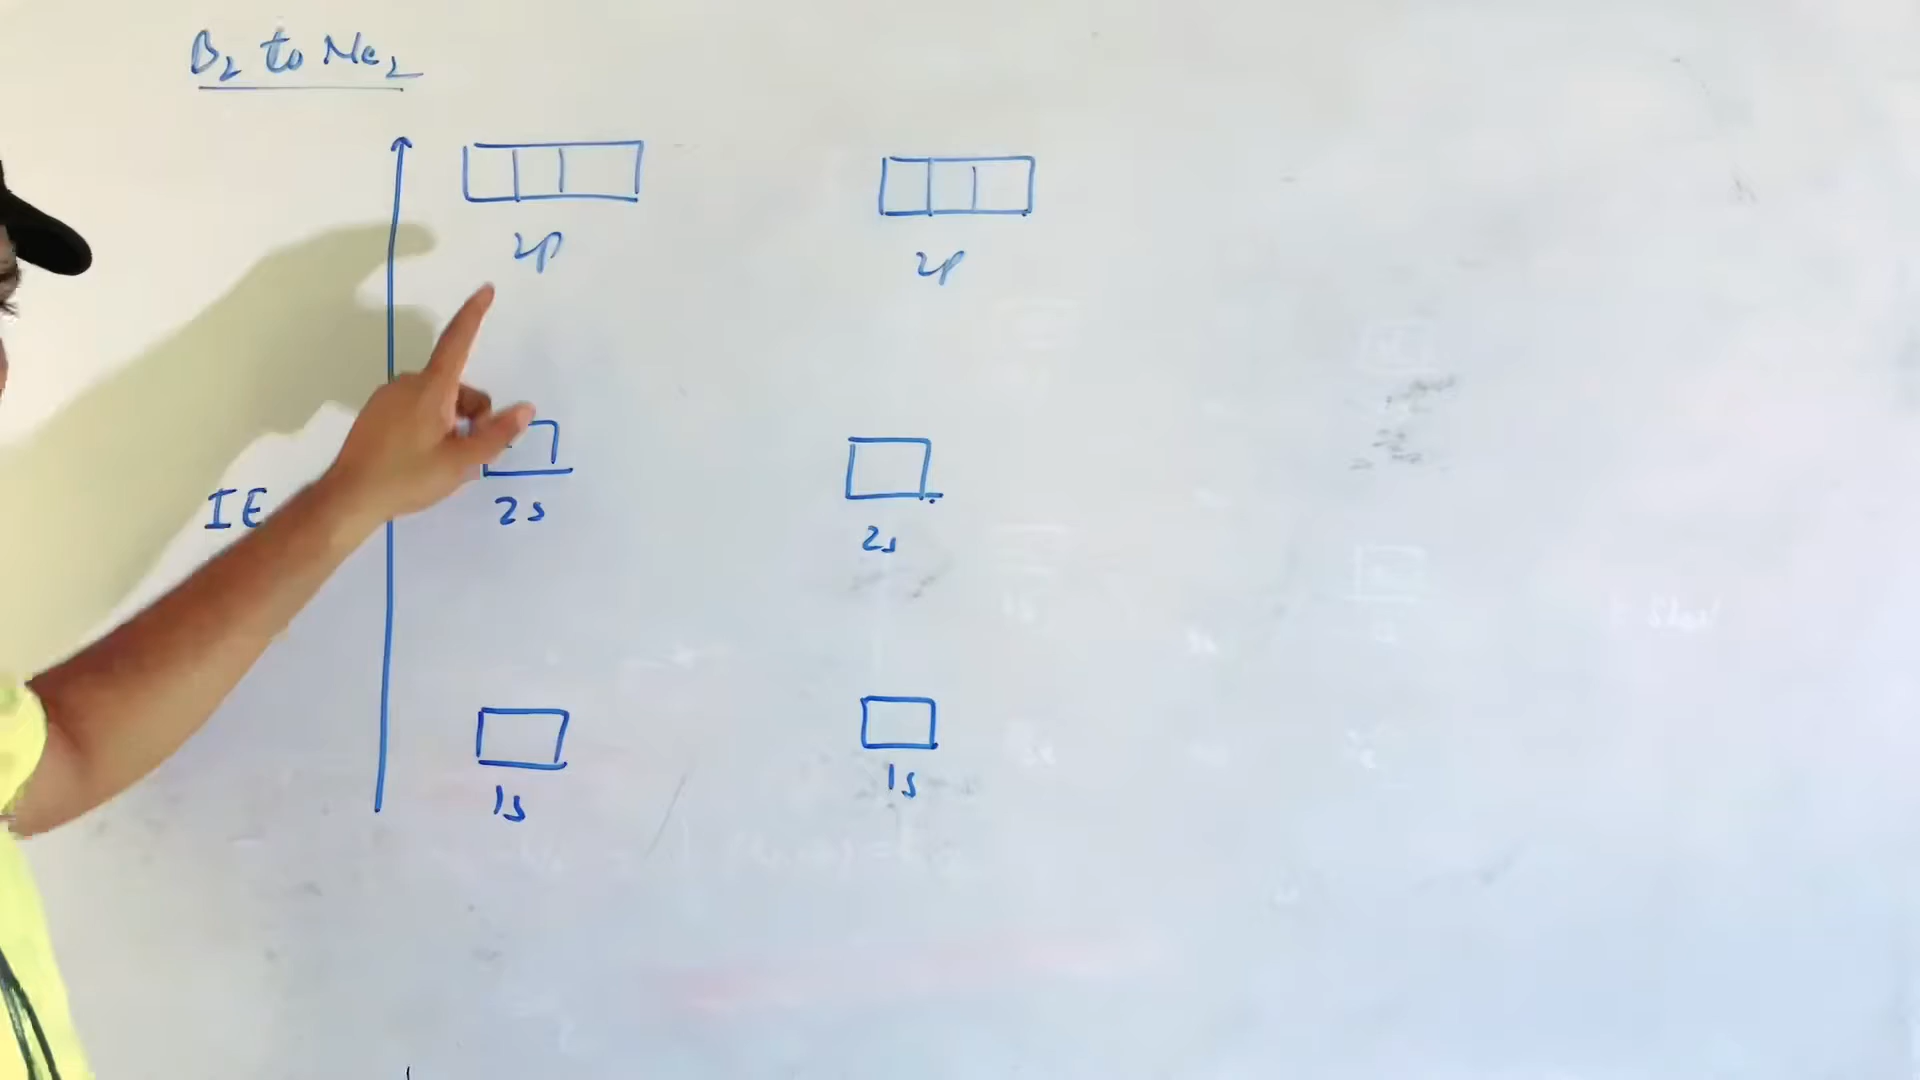 B₂ to Ne₂
2p 2p
IE
2s 2s
1s 1s